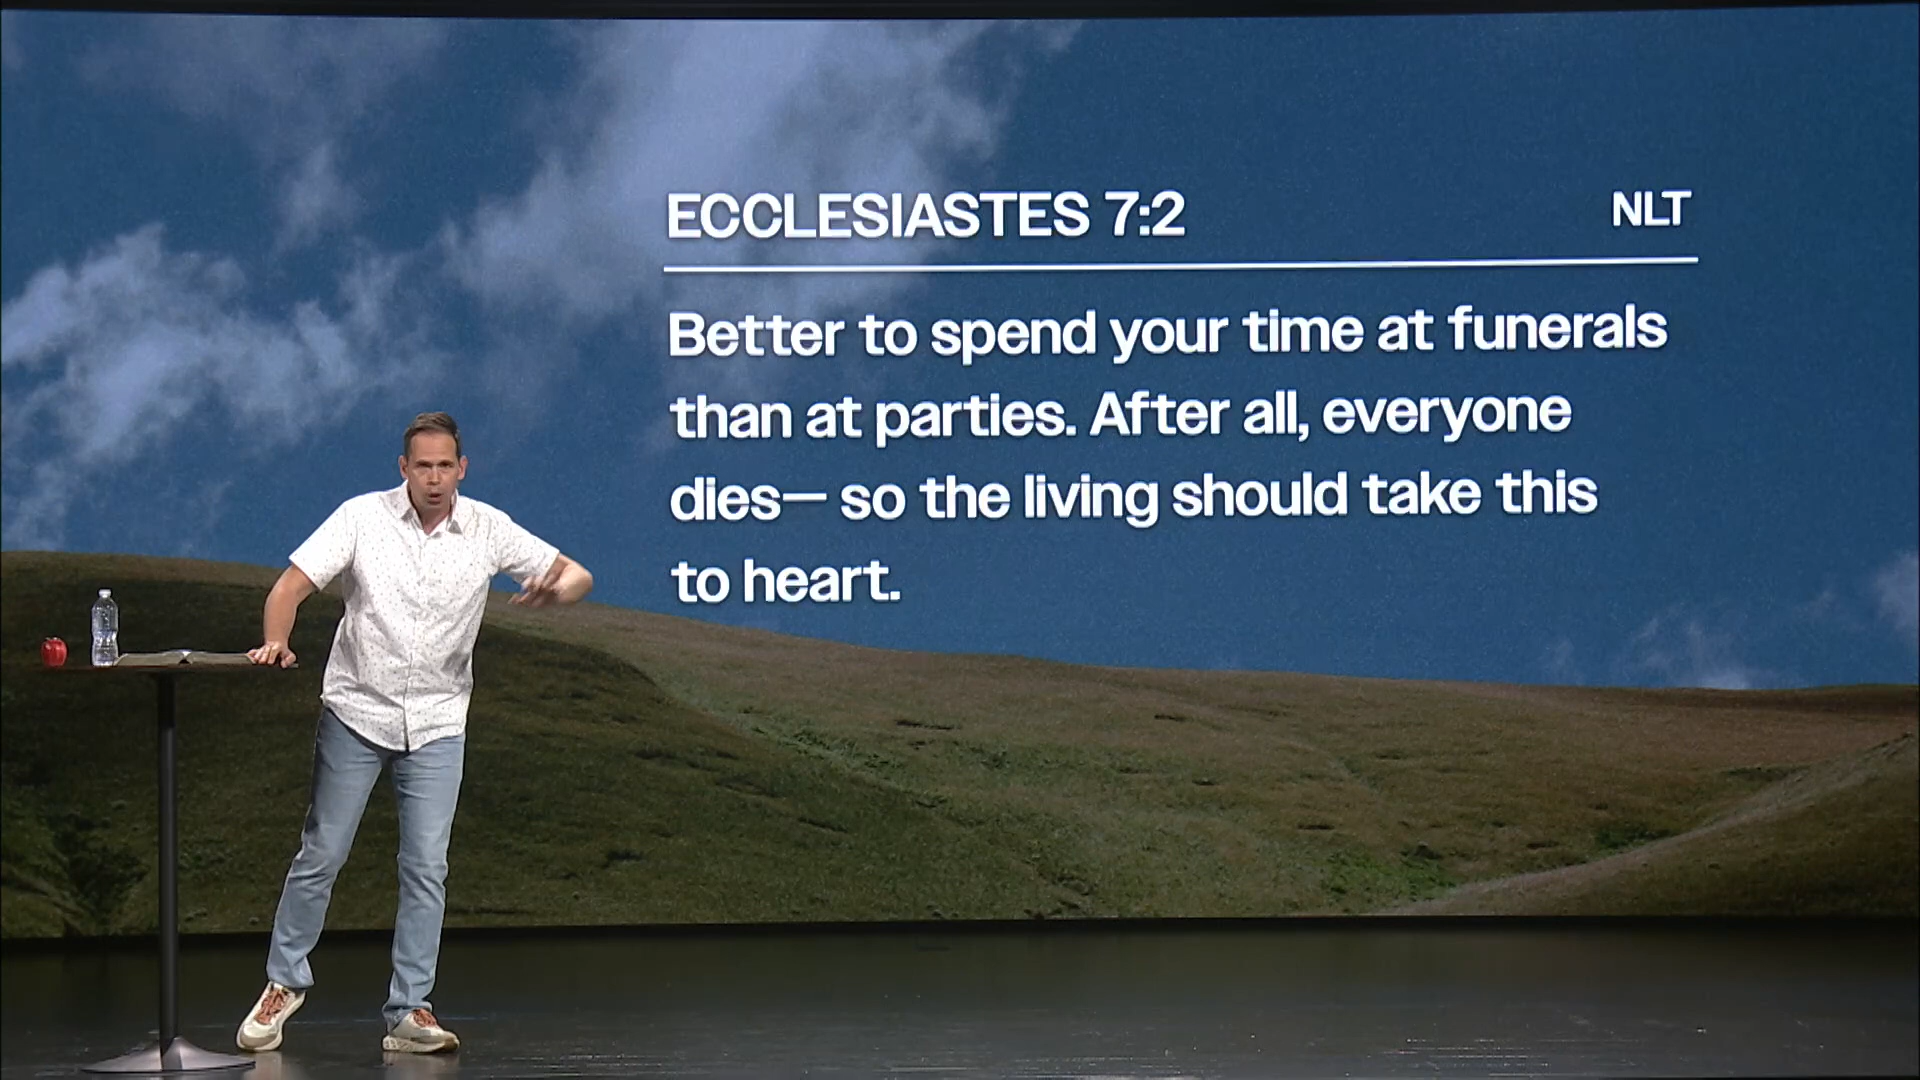 ECCLESIASTES 7:2 NLT
Better to spend your time at funerals
than at parties. After all, everyone
dies— so the living should take this
to heart.